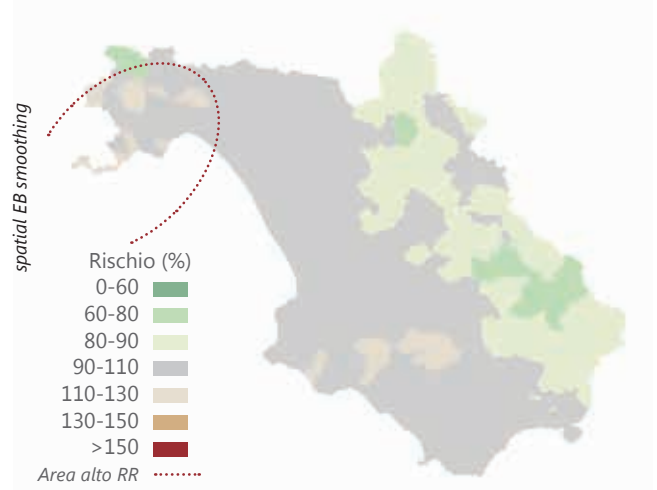 spatial EB smoothing
Rischio (%)
0-60
60-80
80-90
90-110
110-130
130-150
>150
Area alto RR